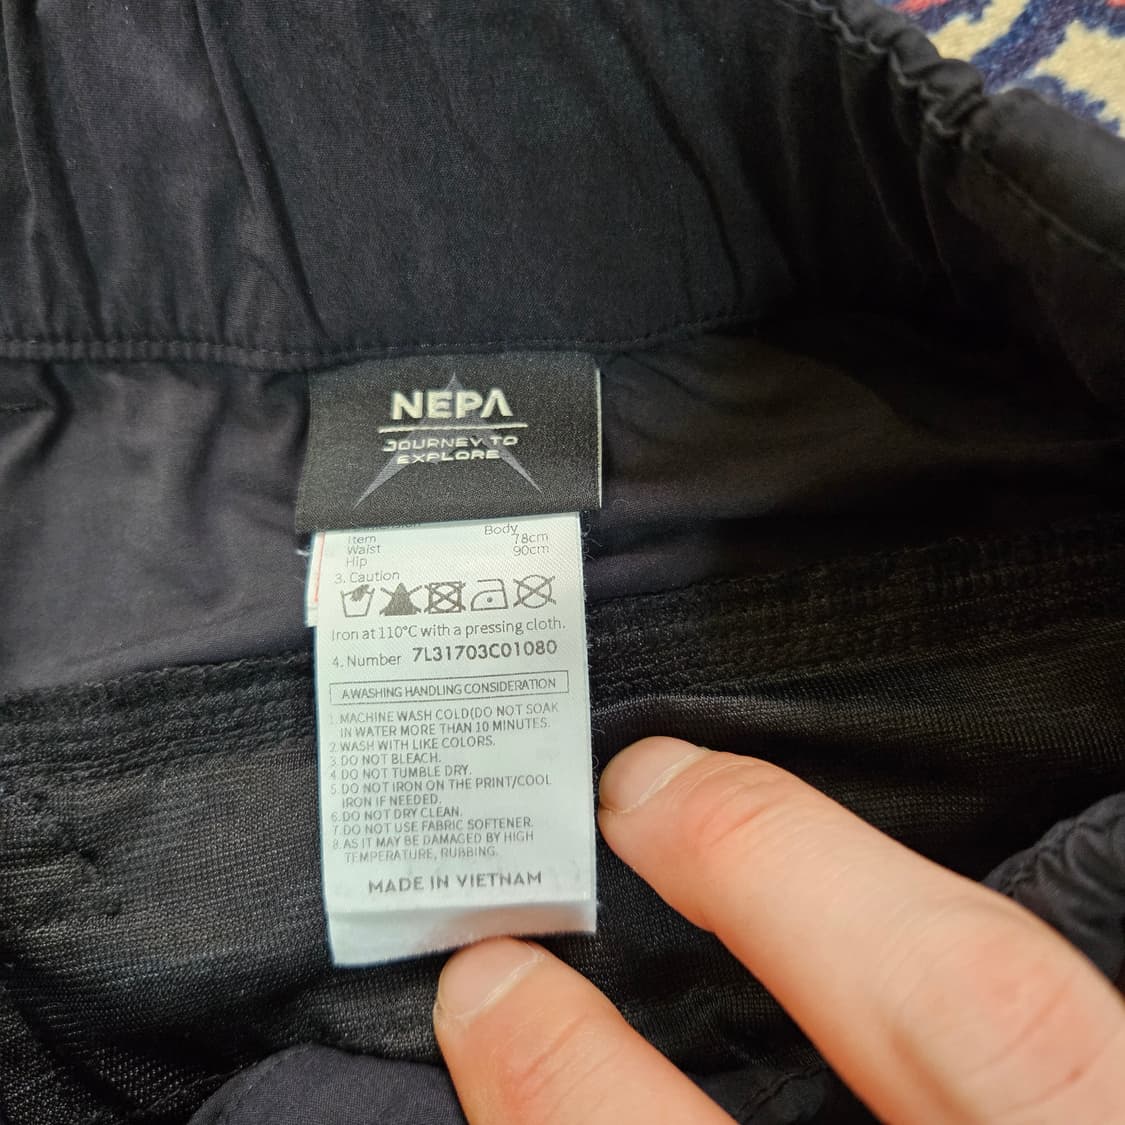 NEPA
JOURNEY TO
EXPLORE
Item Body
Waist 78cm
Hip 90cm
3. Caution
Iron at 110°C with a pressing cloth.
4. Number 7L31703C01080
A WASHING HANDLING CONSIDERATION
1. MACHINE WASH COLD(DO NOT SOAK
IN WATER MORE THAN 10 MINUTES.
2. WASH WITH LIKE COLORS.
3. DO NOT BLEACH.
4. DO NOT TUMBLE DRY.
5. DO NOT IRON ON THE PRINT/COOL
IRON IF NEEDED.
6. DO NOT DRY CLEAN.
7. DO NOT USE FABRIC SOFTENER.
8. AS IT MAY BE DAMAGED BY HIGH
TEMPERATURE, RUBBING.
MADE IN VIETNAM